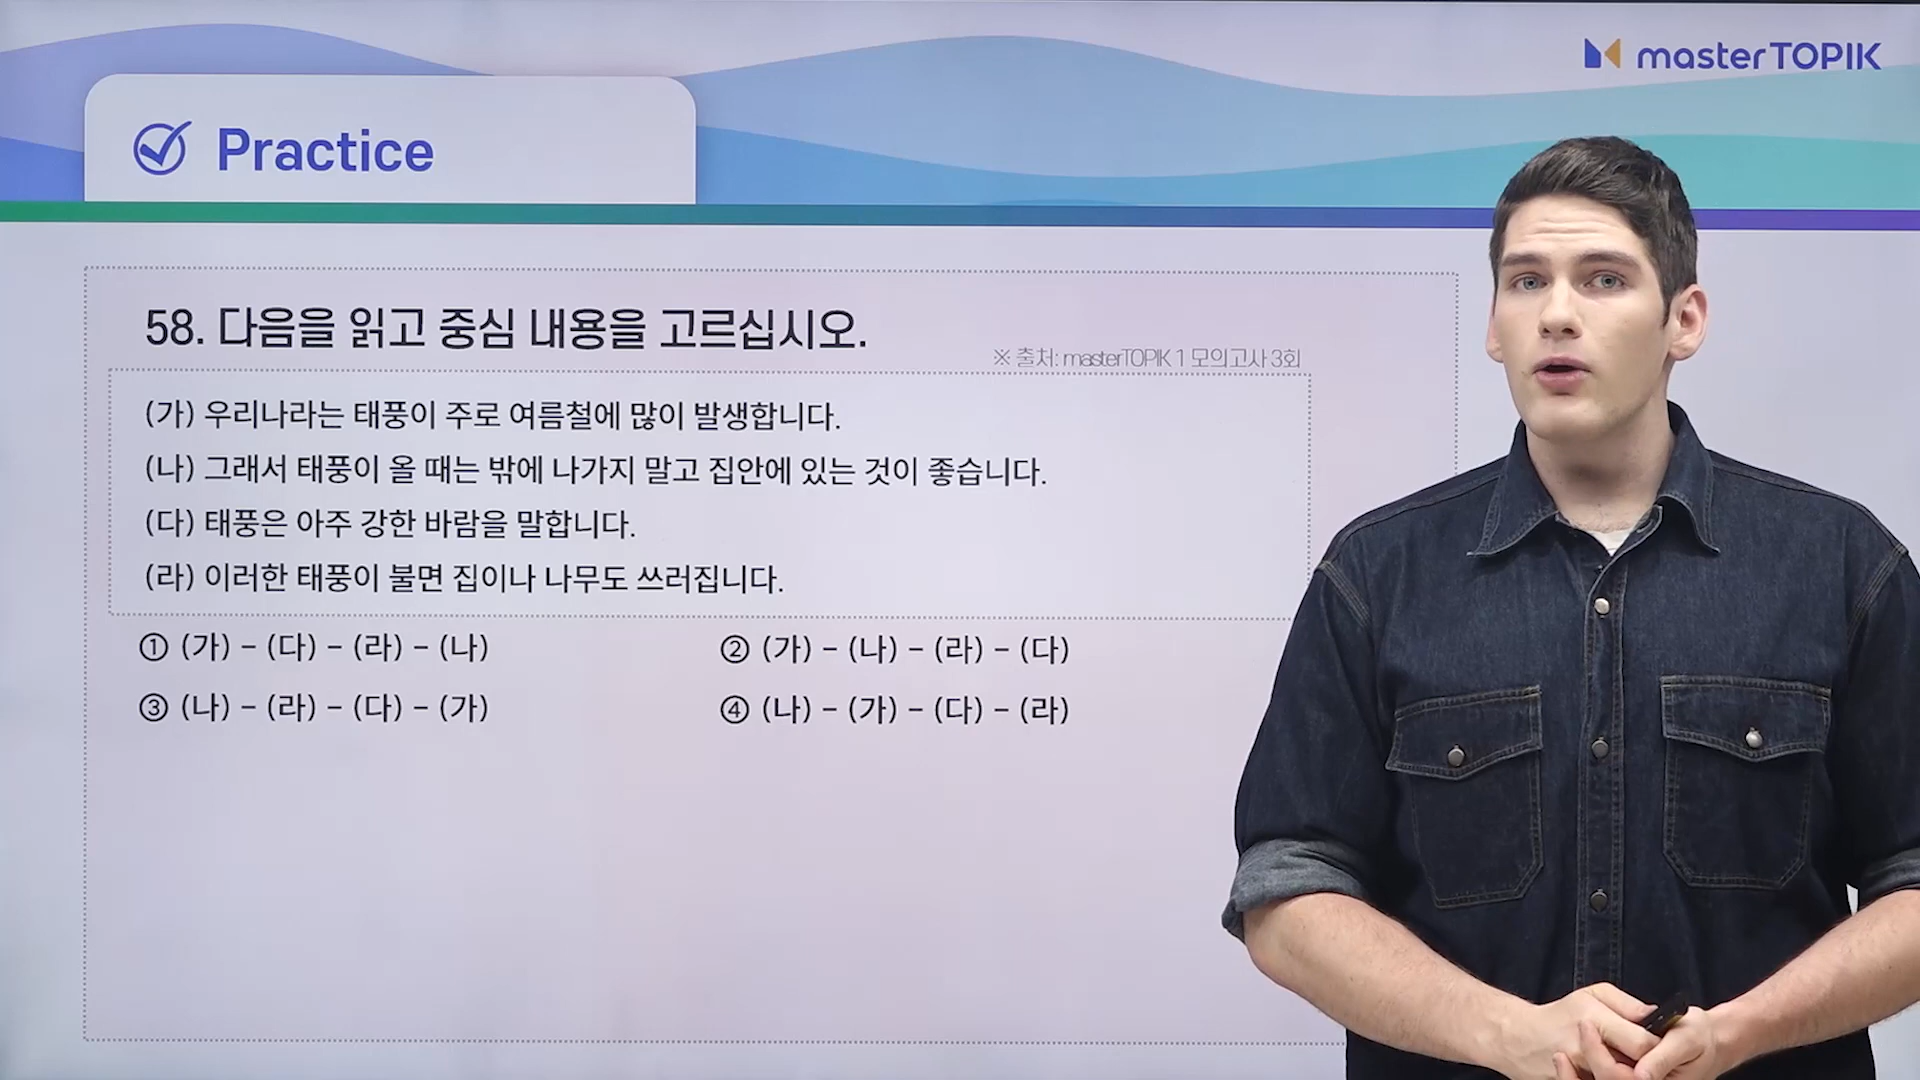 master TOPIK
Practice
58. 다음을 읽고 중심 내용을 고르십시오.
※ 출처: masterTOPIK 1 모의고사 3회
(가) 우리나라는 태풍이 주로 여름철에 많이 발생합니다.
(나) 그래서 태풍이 올 때는 밖에 나가지 말고 집안에 있는 것이 좋습니다.
(다) 태풍은 아주 강한 바람을 말합니다.
(라) 이러한 태풍이 불면 집이나 나무도 쓰러집니다.
① (가) – (다) – (라) – (나) ② (가) – (나) – (라) – (다)
③ (나) – (라) – (다) – (가) ④ (나) – (가) – (다) – (라)